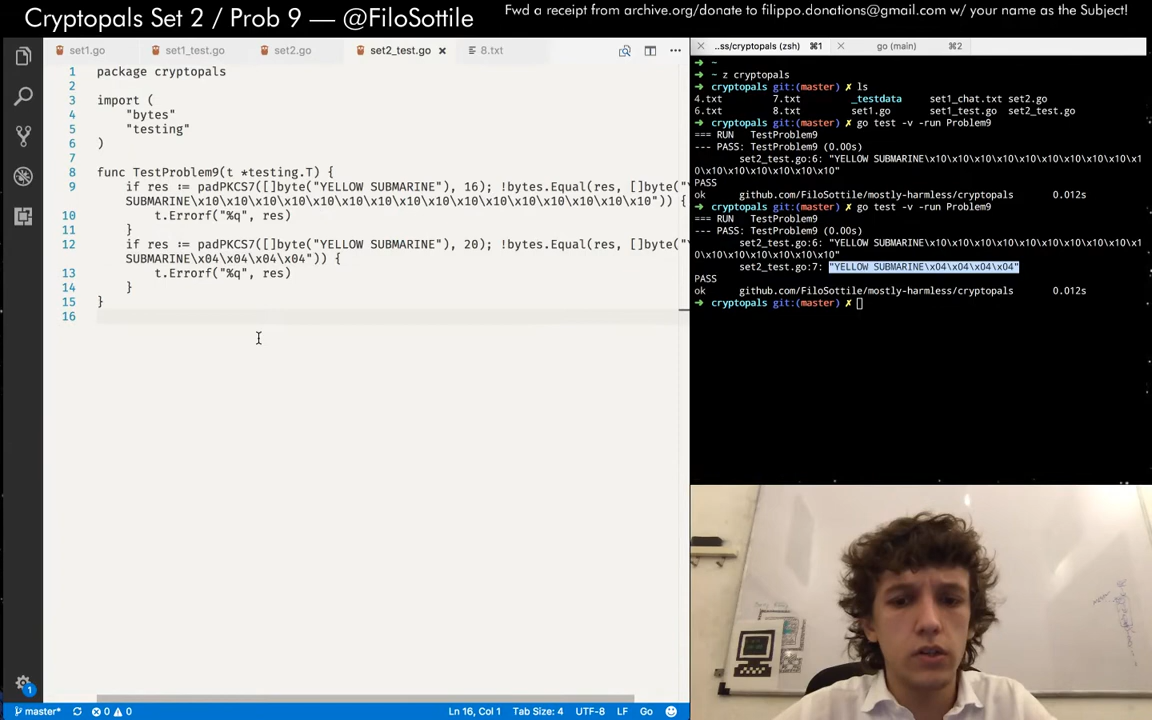 Cryptopals Set 2 / Prob 9 — @FiloSottile
Fwd a receipt from archive.org/donate to filippo.donations@gmail.com w/ your name as the Subject!
set1.go
set1_test.go
set2.go
set2_test.go
8.txt
1 package cryptopals
2
3 import (
4 "bytes"
5 "testing"
6 )
7
8 func TestProblem9(t *testing.T) {
9 if res := padPKCS7([]byte("YELLOW SUBMARINE"), 16); !bytes.Equal(res, []byte("
SUBMARINE\x10\x10\x10\x10\x10\x10\x10\x10\x10\x10\x10\x10\x10\x10\x10\x10")) {
10 t.Errorf("%q", res)
11 }
12 if res := padPKCS7([]byte("YELLOW SUBMARINE"), 20); !bytes.Equal(res, []byte("
SUBMARINE\x04\x04\x04\x04")) {
13 t.Errorf("%q", res)
14 }
15 }
16
master*
0
0
Ln 16, Col 1
Tab Size: 4
UTF-8
LF
Go
1
..ss/cryptopals (zsh) ⌘1
go (main) ⌘2
➜ ~
➜ ~ z cryptopals
➜ cryptopals git:(master) ✗ ls
4.txt 7.txt _testdata set1_chat.txt set2.go
6.txt 8.txt set1.go set1_test.go set2_test.go
➜ cryptopals git:(master) ✗ go test -v -run Problem9
=== RUN TestProblem9
--- PASS: TestProblem9 (0.00s)
set2_test.go:6: "YELLOW SUBMARINE\x10\x10\x10\x10\x10\x10\x10\x10\x10\x10\x1
0\x10\x10\x10\x10\x10"
PASS
ok github.com/FiloSottile/mostly-harmless/cryptopals 0.012s
➜ cryptopals git:(master) ✗ go test -v -run Problem9
=== RUN TestProblem9
--- PASS: TestProblem9 (0.00s)
set2_test.go:6: "YELLOW SUBMARINE\x10\x10\x10\x10\x10\x10\x10\x10\x10\x10\x1
0\x10\x10\x10\x10\x10"
set2_test.go:7: "YELLOW SUBMARINE\x04\x04\x04\x04"
PASS
ok github.com/FiloSottile/mostly-harmless/cryptopals 0.012s
➜ cryptopals git:(master) ✗